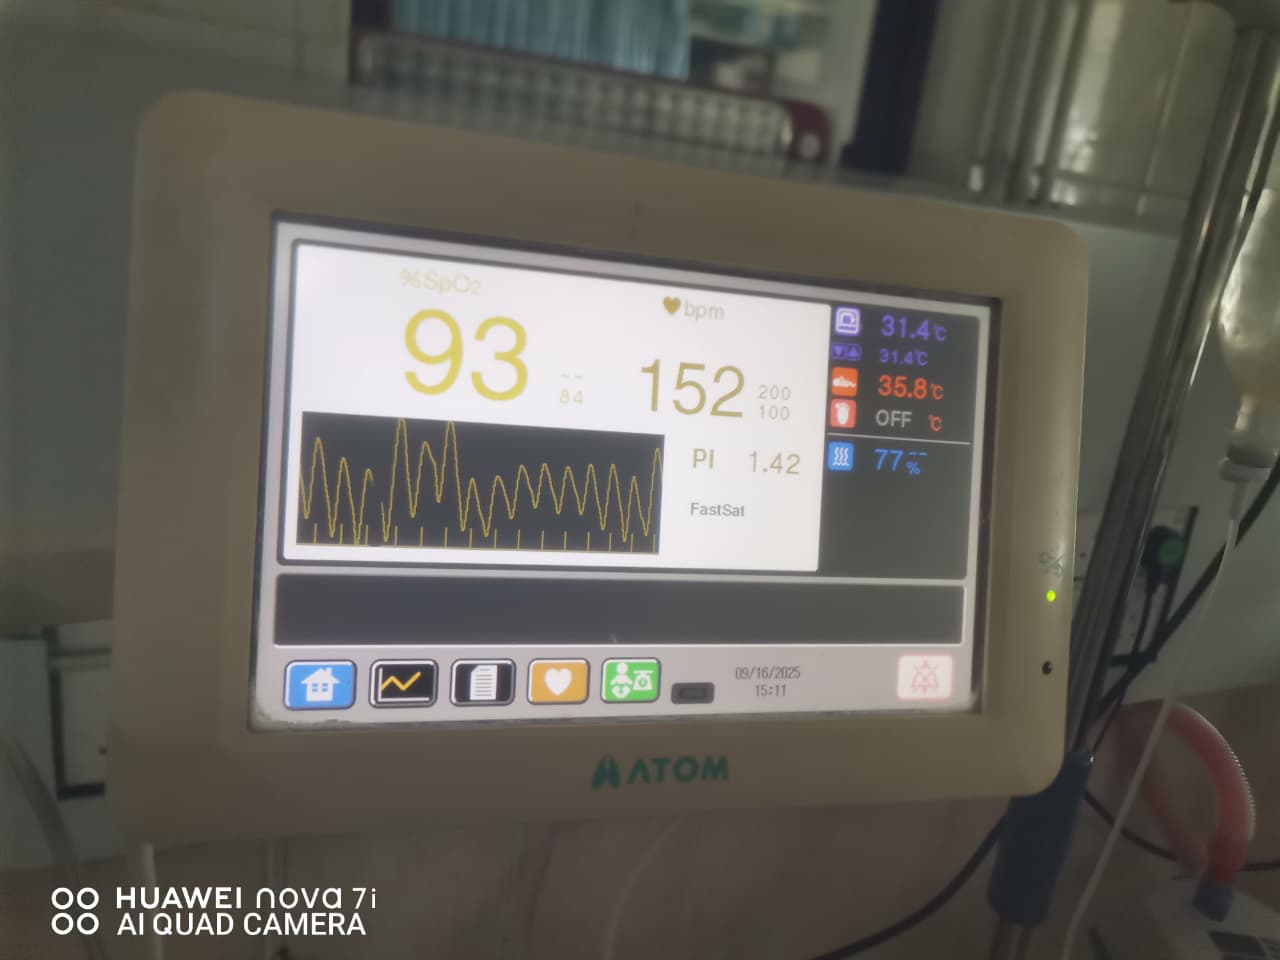 %SpO2
93
--
84
bpm
152
200
100
PI 1.42
FastSat
31.4℃
31.4℃
35.8℃
OFF ℃
77 --
%
09/16/2025
15:11
ATOM
HUAWEI nova 7i
AI QUAD CAMERA